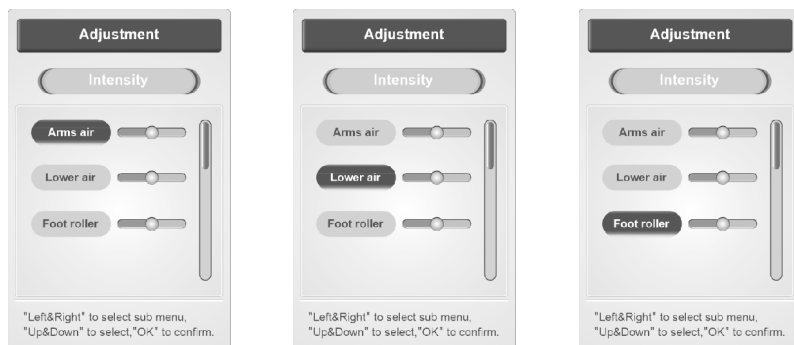 Adjustment
Intensity
Arms air
Lower air
Foot roller
"Left&Right" to select sub menu,
"Up&Down" to select,"OK" to confirm.
Adjustment
Intensity
Arms air
Lower air
Foot roller
"Left&Right" to select sub menu,
"Up&Down" to select,"OK" to confirm.
Adjustment
Intensity
Arms air
Lower air
Foot roller
"Left&Right" to select sub menu,
"Up&Down" to select,"OK" to confirm.